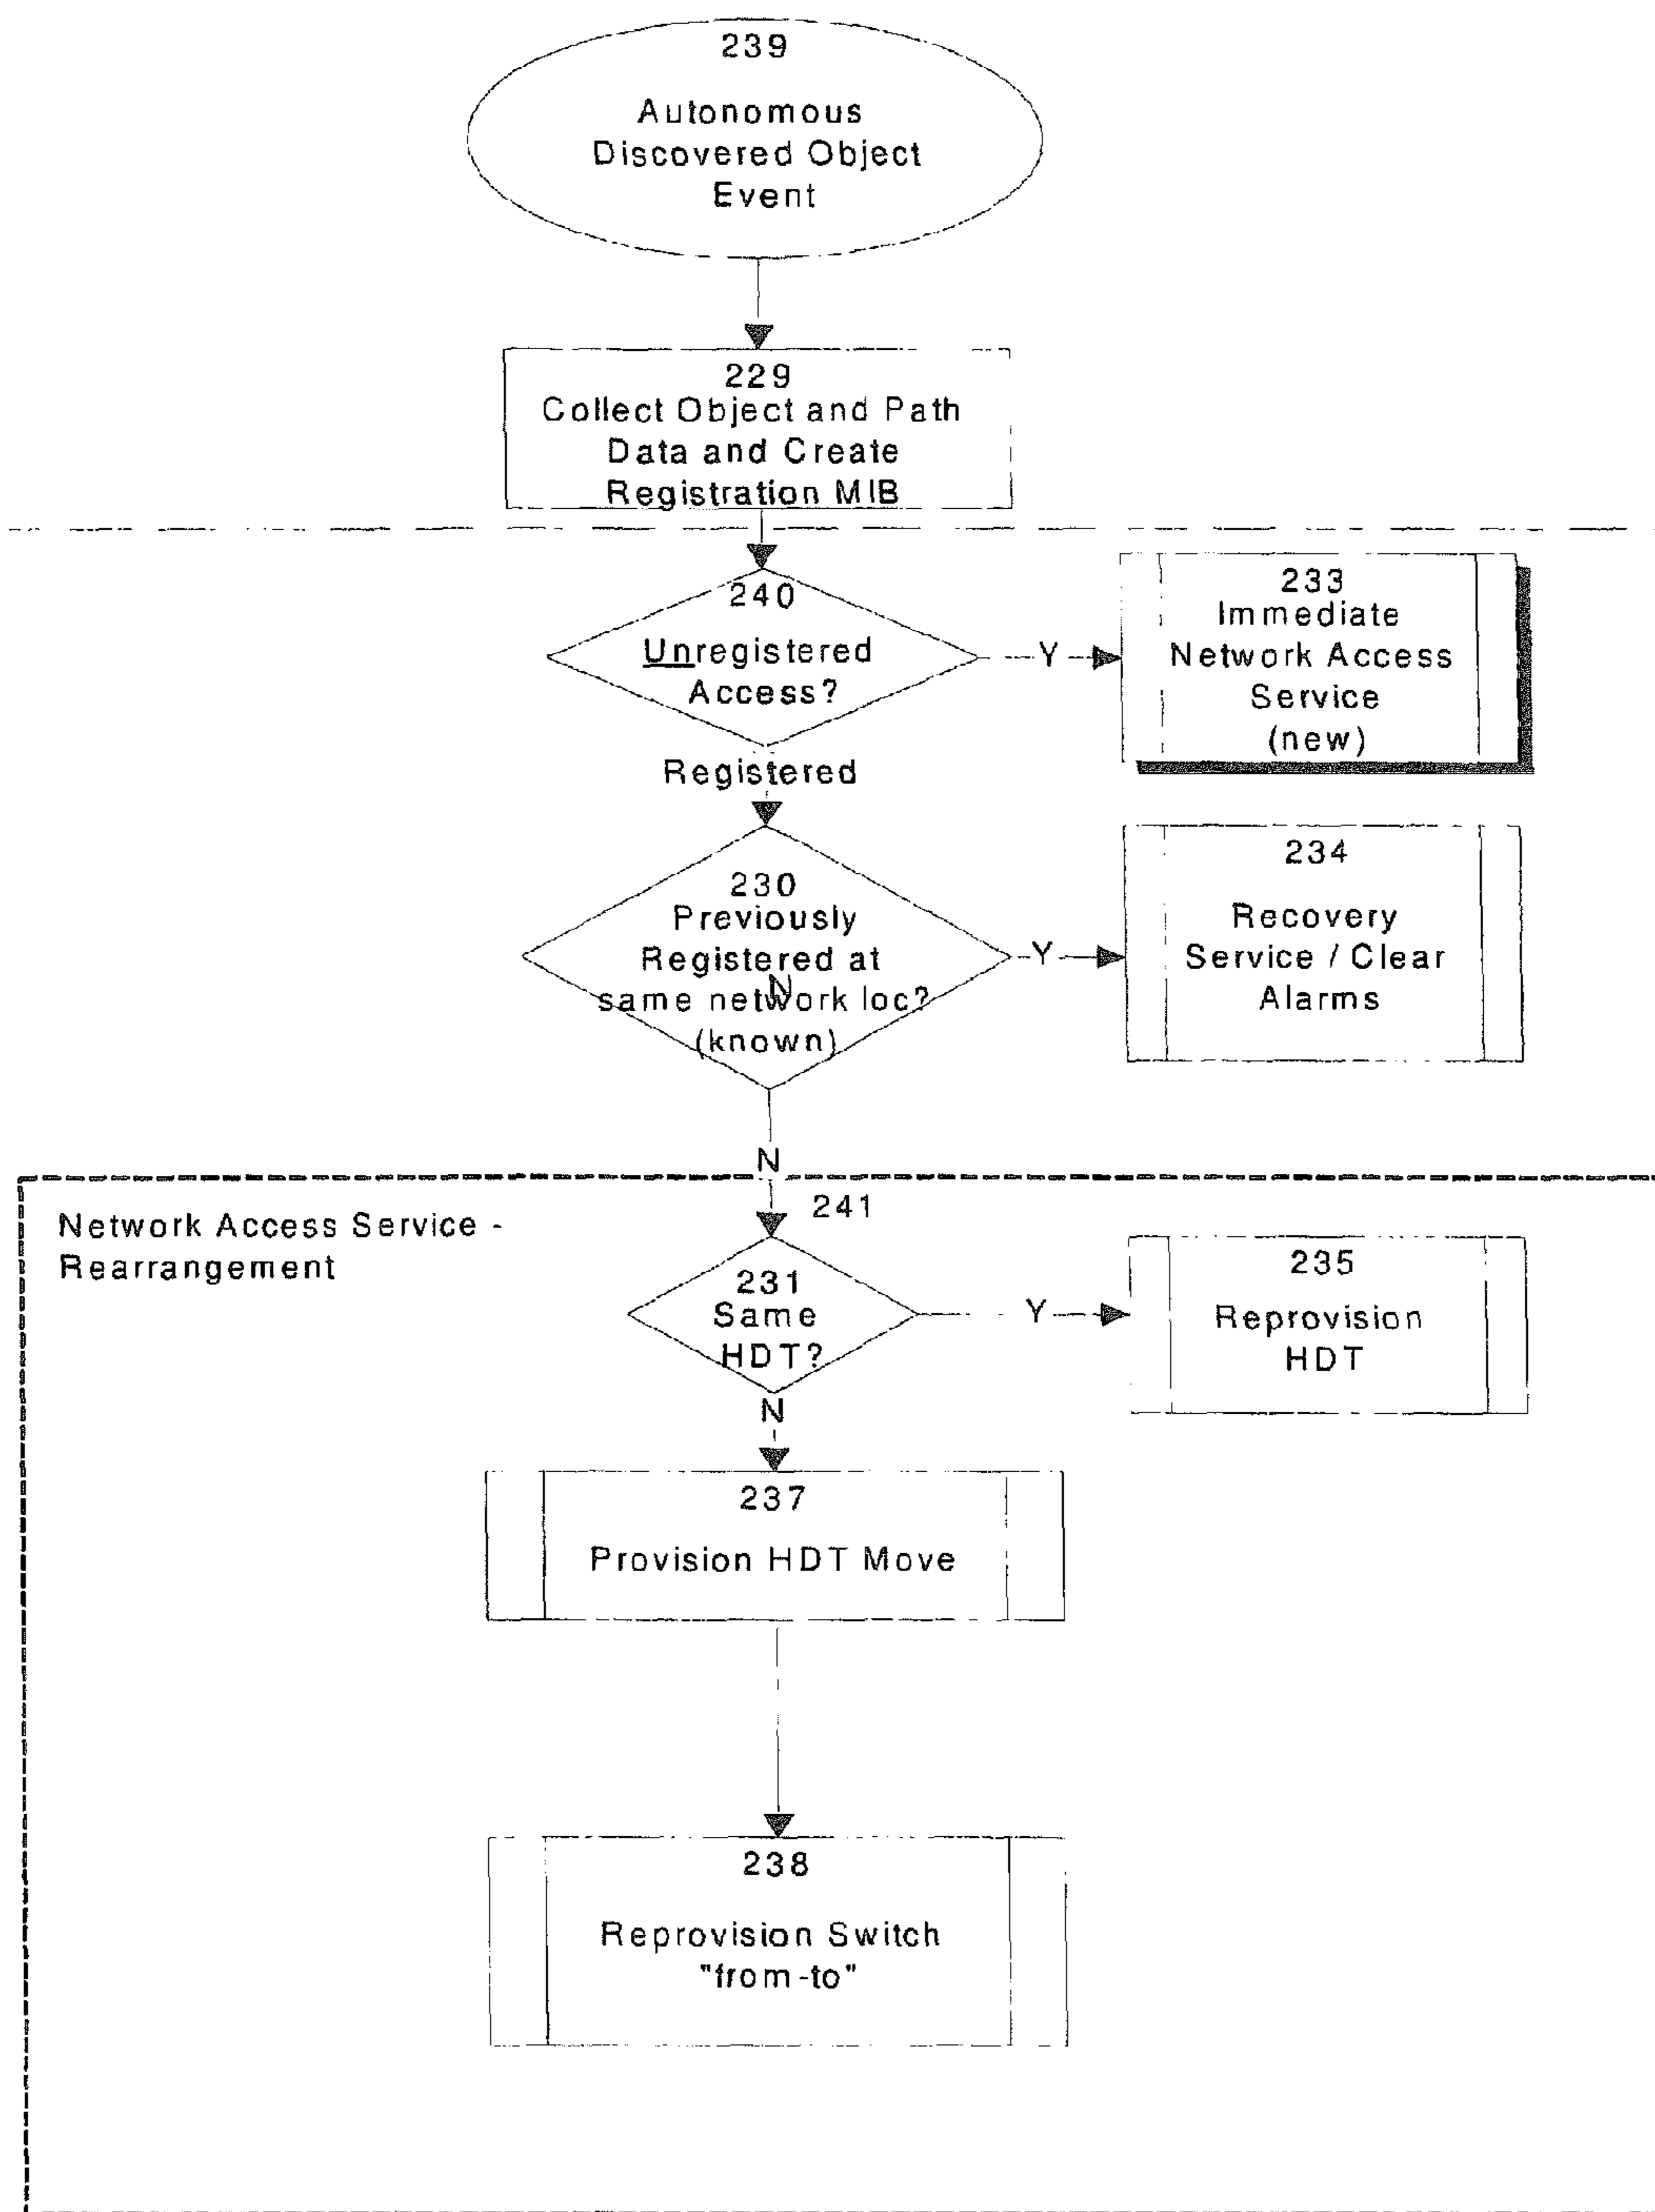 239
Autonomous
Discovered Object
Event
229
Collect Object and Path
Data and Create
Registration MIB
240
Unregistered
Access?
Y
233
Immediate
Network Access
Service
(new)
Registered
230
Previously
Registered at
N
same network loc?
(known)
Y
234
Recovery
Service / Clear
Alarms
N
241
Network Access Service -
Rearrangement
231
Same
HDT?
Y
235
Reprovision
HDT
N
237
Provision HDT Move
238
Reprovision Switch
"from-to"